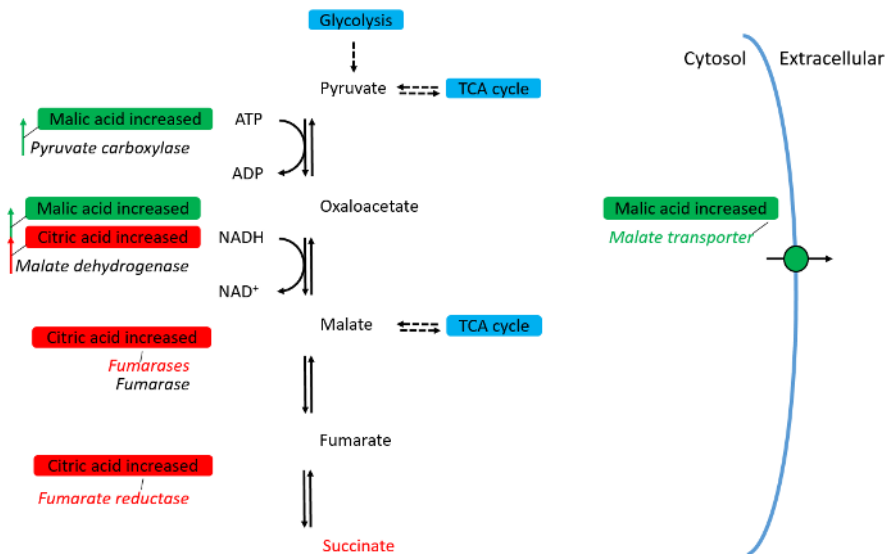 Glycolysis
Cytosol
Extracellular
Pyruvate
TCA cycle
Malic acid increased
ATP
Pyruvate carboxylase
ADP
Malic acid increased
Oxaloacetate
Malic acid increased
Citric acid increased
NADH
Malate transporter
Malate dehydrogenase
NAD⁺
Malate
TCA cycle
Citric acid increased
Fumarases
Fumarase
Fumarate
Citric acid increased
Fumarate reductase
Succinate